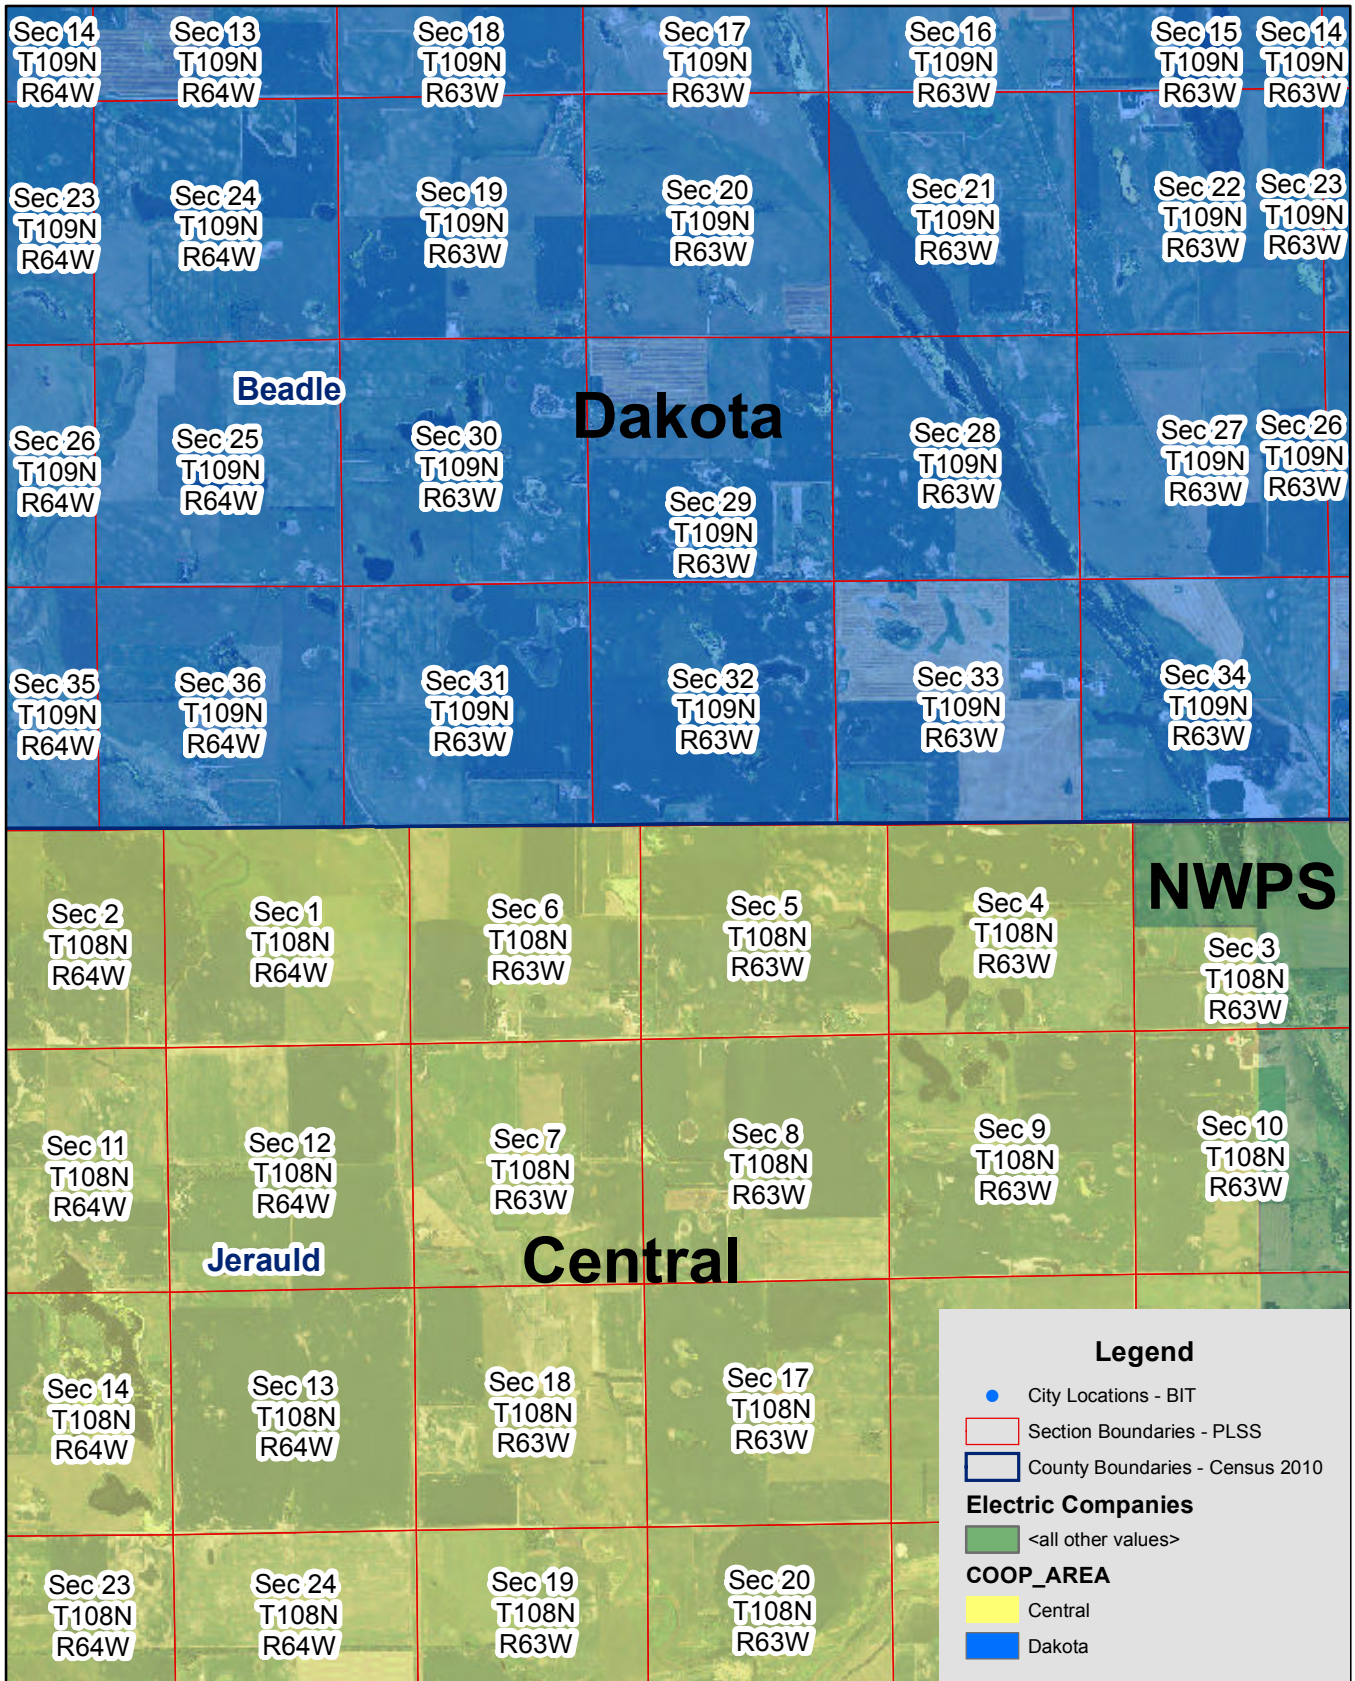 Sec 14
T109N
R64W
Sec 13
T109N
R64W
Sec 18
T109N
R63W
Sec 17
T109N
R63W
Sec 16
T109N
R63W
Sec 15
T109N
R63W
Sec 14
T109N
R63W
Sec 23
T109N
R64W
Sec 24
T109N
R64W
Sec 19
T109N
R63W
Sec 20
T109N
R63W
Sec 21
T109N
R63W
Sec 22
T109N
R63W
Sec 23
T109N
R63W
Beadle
Dakota
Sec 26
T109N
R64W
Sec 25
T109N
R64W
Sec 30
T109N
R63W
Sec 29
T109N
R63W
Sec 28
T109N
R63W
Sec 27
T109N
R63W
Sec 26
T109N
R63W
Sec 35
T109N
R64W
Sec 36
T109N
R64W
Sec 31
T109N
R63W
Sec 32
T109N
R63W
Sec 33
T109N
R63W
Sec 34
T109N
R63W
NWPS
Sec 2
T108N
R64W
Sec 1
T108N
R64W
Sec 6
T108N
R63W
Sec 5
T108N
R63W
Sec 4
T108N
R63W
Sec 3
T108N
R63W
Sec 11
T108N
R64W
Sec 12
T108N
R64W
Sec 7
T108N
R63W
Sec 8
T108N
R63W
Sec 9
T108N
R63W
Sec 10
T108N
R63W
Jerauld
Central
Sec 14
T108N
R64W
Sec 13
T108N
R64W
Sec 18
T108N
R63W
Sec 17
T108N
R63W
Sec 23
T108N
R64W
Sec 24
T108N
R64W
Sec 19
T108N
R63W
Sec 20
T108N
R63W
Legend
City Locations - BIT
Section Boundaries - PLSS
County Boundaries - Census 2010
Electric Companies
<all other values>
COOP_AREA
Central
Dakota